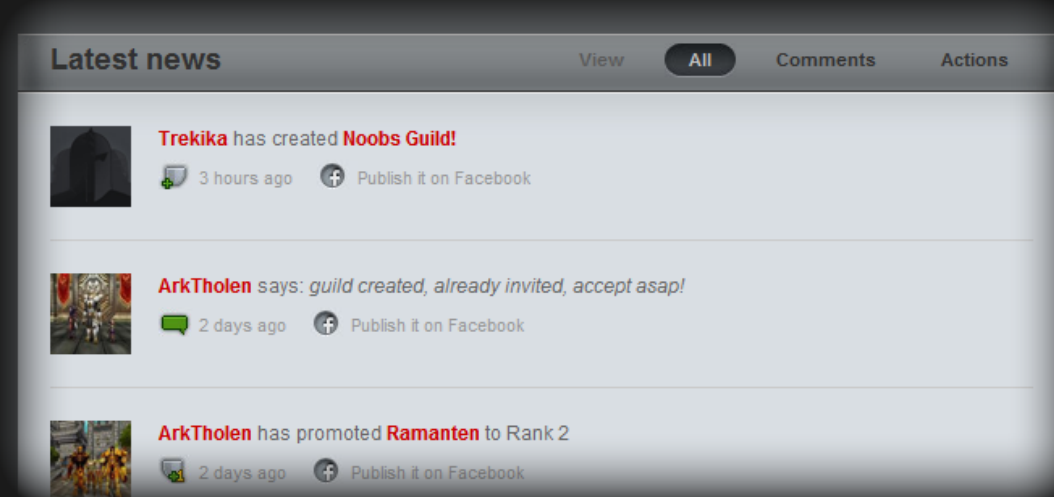 Latest news View All Comments Actions
Trekika has created Noobs Guild!
3 hours ago Publish it on Facebook
ArkTholen says: guild created, already invited, accept asap!
2 days ago Publish it on Facebook
ArkTholen has promoted Ramanten to Rank 2
2 days ago Publish it on Facebook